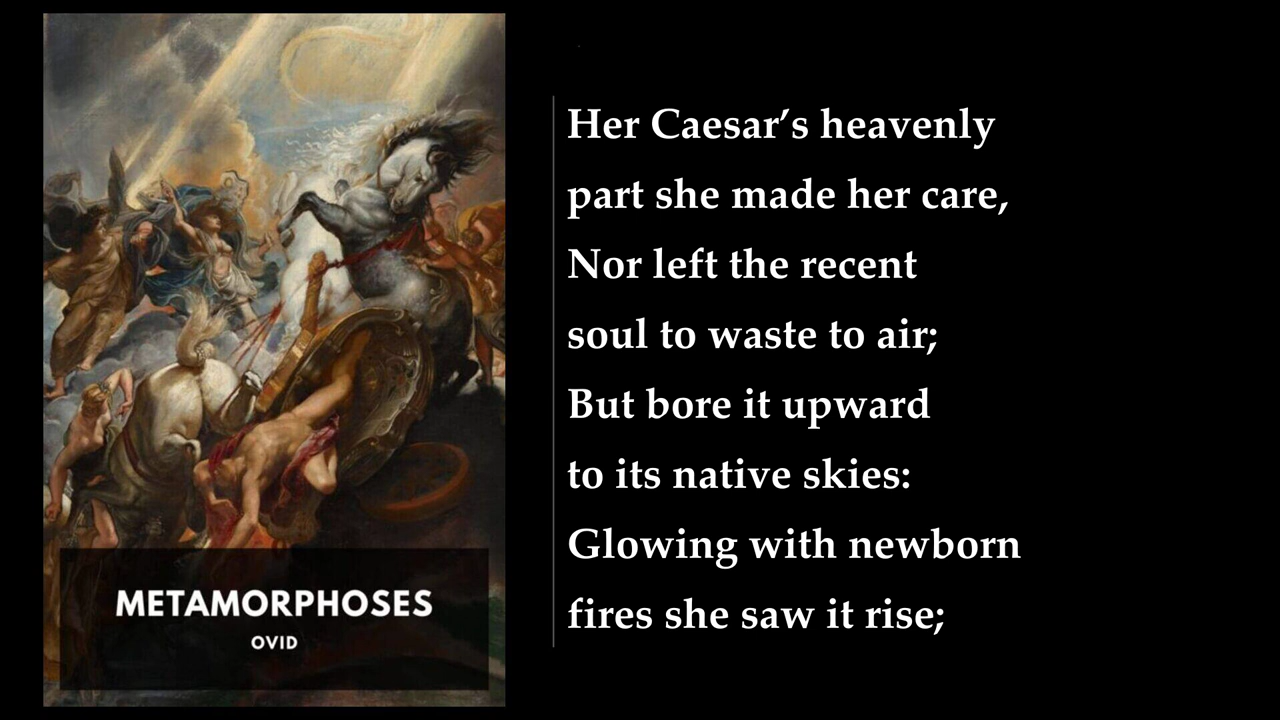 METAMORPHOSES
OVID
Her Caesar’s heavenly
part she made her care,
Nor left the recent
soul to waste to air;
But bore it upward
to its native skies:
Glowing with newborn
fires she saw it rise;